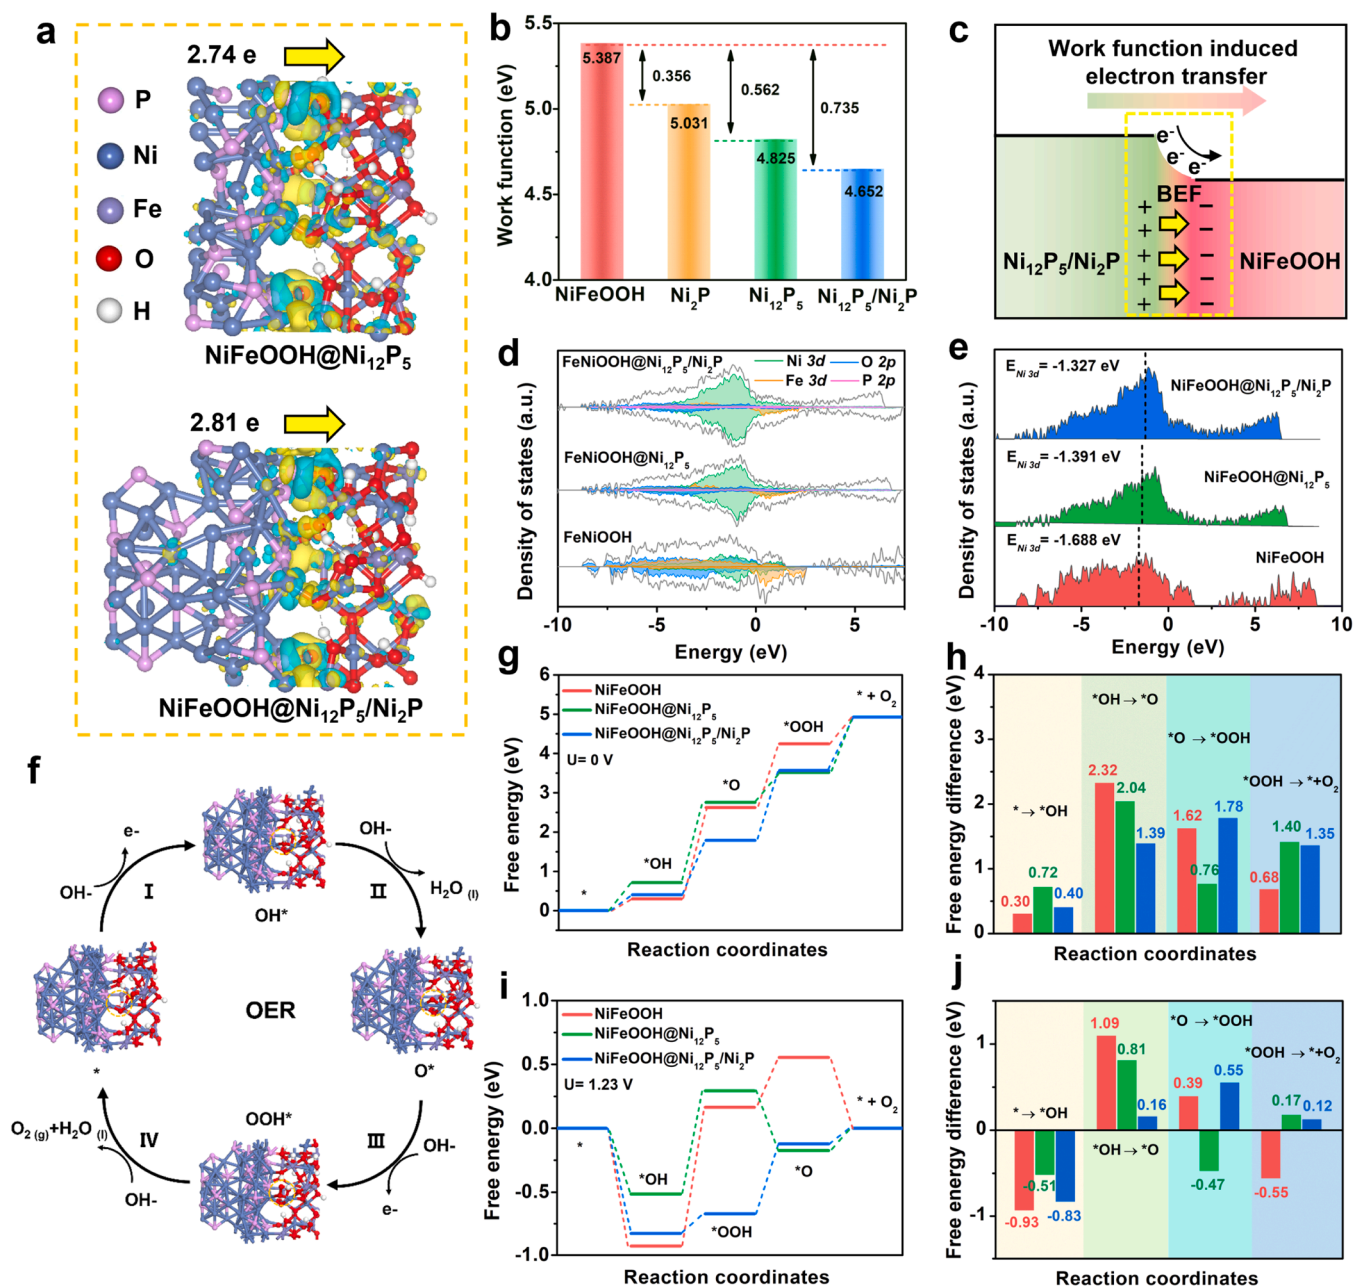 a
2.74 e
P
Ni
Fe
O
H
NiFeOOH@Ni₁₂P₅
2.81 e
NiFeOOH@Ni₁₂P₅/Ni₂P
b
Work function (eV)
5.5
5.0
4.5
4.0
5.387
0.356
5.031
0.562
4.825
0.735
4.652
NiFeOOH
Ni₂P
Ni₁₂P₅
Ni₁₂P₅/Ni₂P
c
Work function induced
electron transfer
e⁻
e⁻
e⁻
BEF
+ −
+ −
+ −
+ −
+ −
Ni₁₂P₅/Ni₂P
NiFeOOH
d
Density of states (a.u.)
FeNiOOH@Ni₁₂P₅/Ni₂P
Ni 3d
O 2p
Fe 3d
P 2p
FeNiOOH@Ni₁₂P₅
FeNiOOH
-10 -5 0 5
Energy (eV)
e
Density of states (a.u.)
E Ni 3d = -1.327 eV
NiFeOOH@Ni₁₂P₅/Ni₂P
E Ni 3d = -1.391 eV
NiFeOOH@Ni₁₂P₅
E Ni 3d = -1.688 eV
NiFeOOH
-10 -5 0 5 10
Energy (eV)
f
e-
OH-
I
OH*
OH-
II
H₂O (l)
OER
*
O*
O₂ (g)+H₂O (l)
IV
OH-
OOH*
III
OH-
e-
g
Free energy (eV)
6
5
4
3
2
1
0
-1
NiFeOOH
NiFeOOH@Ni₁₂P₅
NiFeOOH@Ni₁₂P₅/Ni₂P
U= 0 V
*
*OH
*O
*OOH
* + O₂
Reaction coordinates
h
Free energy difference (eV)
4
3
2
1
0
* → *OH
*OH → *O
*O → *OOH
*OOH → *+O₂
0.30
0.72
0.40
2.32
2.04
1.39
1.62
0.76
1.78
0.68
1.40
1.35
Reaction coordinates
i
Free energy (eV)
1.0
0.5
0.0
-0.5
-1.0
NiFeOOH
NiFeOOH@Ni₁₂P₅
NiFeOOH@Ni₁₂P₅/Ni₂P
U= 1.23 V
*
*OH
*OOH
*O
* + O₂
Reaction coordinates
j
Free energy difference (eV)
1
0
-1
* → *OH
*OH → *O
*O → *OOH
*OOH → *+O₂
-0.93
-0.51
-0.83
1.09
0.81
0.16
0.39
-0.47
0.55
-0.55
0.17
0.12
Reaction coordinates